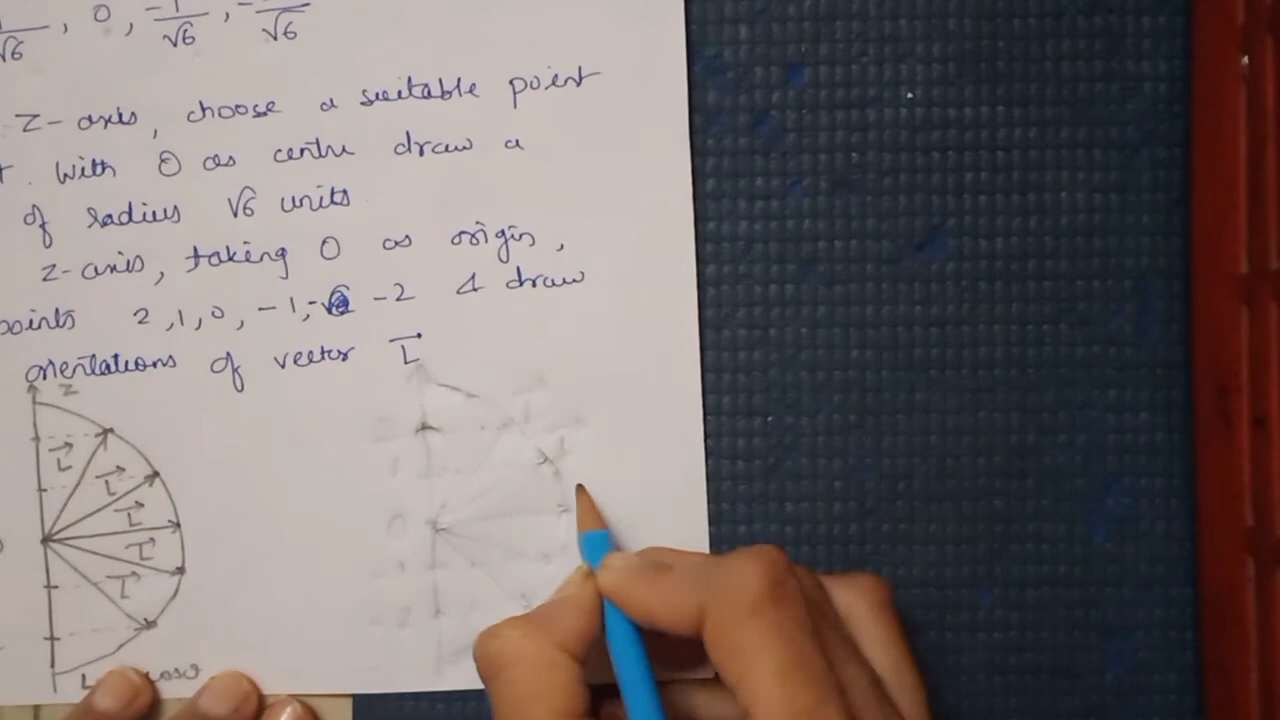 √6, 0, -1/√6, - √6
Z-axis, choose a suitable point
. With O as centre draw a
of radius √6 units
z-axis, taking O as origin,
points 2, 1, 0, -1, -2 & draw
orientations of vector L⃗
z
L⃗
L⃗
L⃗
L⃗
L⃗
L cosθ